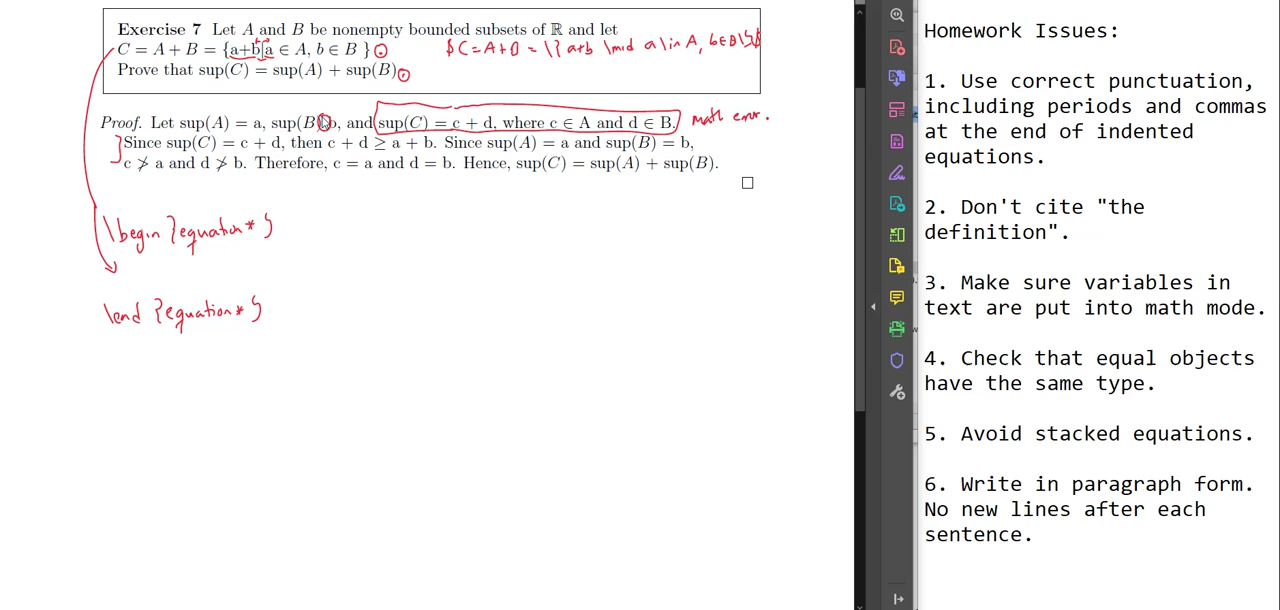 Exercise 7 Let A and B be nonempty bounded subsets of ℝ and let
C = A + B = {a+b|a ∈ A, b ∈ B }.
$C=A+B = \{ a+b \mid a \in A, b∈B\}$
Prove that sup(C) = sup(A) + sup(B).
Proof. Let sup(A) = a, sup(B) b, and sup(C) = c + d, where c ∈ A and d ∈ B.
math error.
Since sup(C) = c + d, then c + d ≥ a + b. Since sup(A) = a and sup(B) = b,
c ≯ a and d ≯ b. Therefore, c = a and d = b. Hence, sup(C) = sup(A) + sup(B).
\begin {equation*}
\end {equation*}
Homework Issues:
1. Use correct punctuation,
including periods and commas
at the end of indented
equations.
2. Don't cite "the
definition".
3. Make sure variables in
text are put into math mode.
4. Check that equal objects
have the same type.
5. Avoid stacked equations.
6. Write in paragraph form.
No new lines after each
sentence.